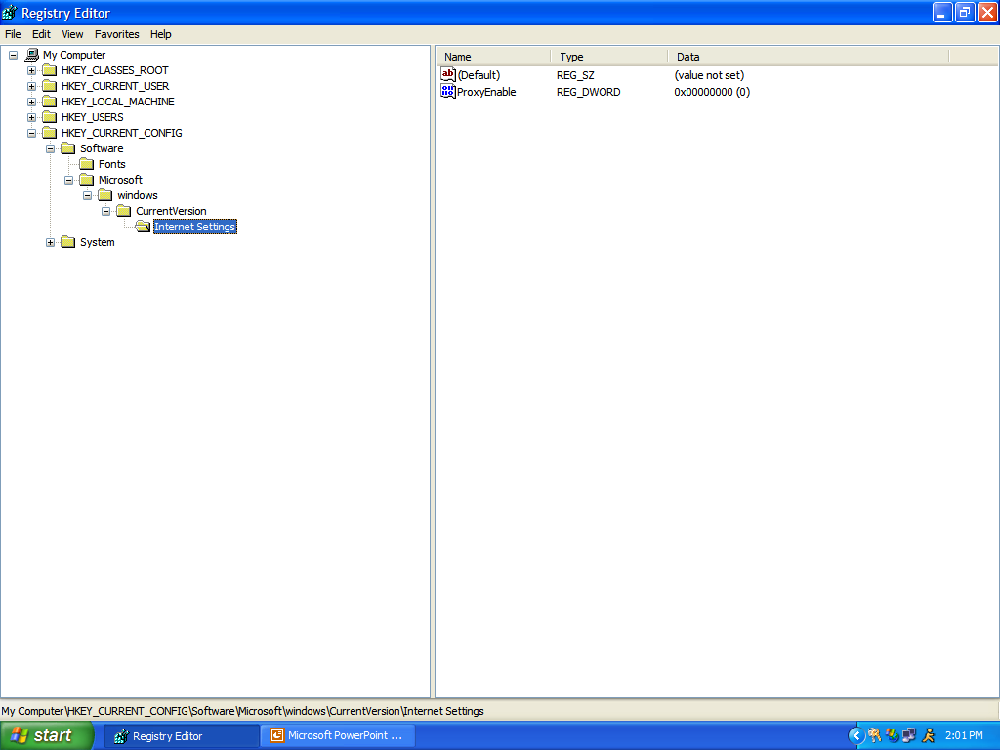 Registry Editor
File Edit View Favorites Help
My Computer
HKEY_CLASSES_ROOT
HKEY_CURRENT_USER
HKEY_LOCAL_MACHINE
HKEY_USERS
HKEY_CURRENT_CONFIG
Software
Fonts
Microsoft
windows
CurrentVersion
Internet Settings
System
Name Type Data
ab (Default) REG_SZ (value not set)
ProxyEnable REG_DWORD 0x00000000 (0)
My Computer\HKEY_CURRENT_CONFIG\Software\Microsoft\windows\CurrentVersion\Internet Settings
start Registry Editor Microsoft PowerPoint ... 2:01 PM